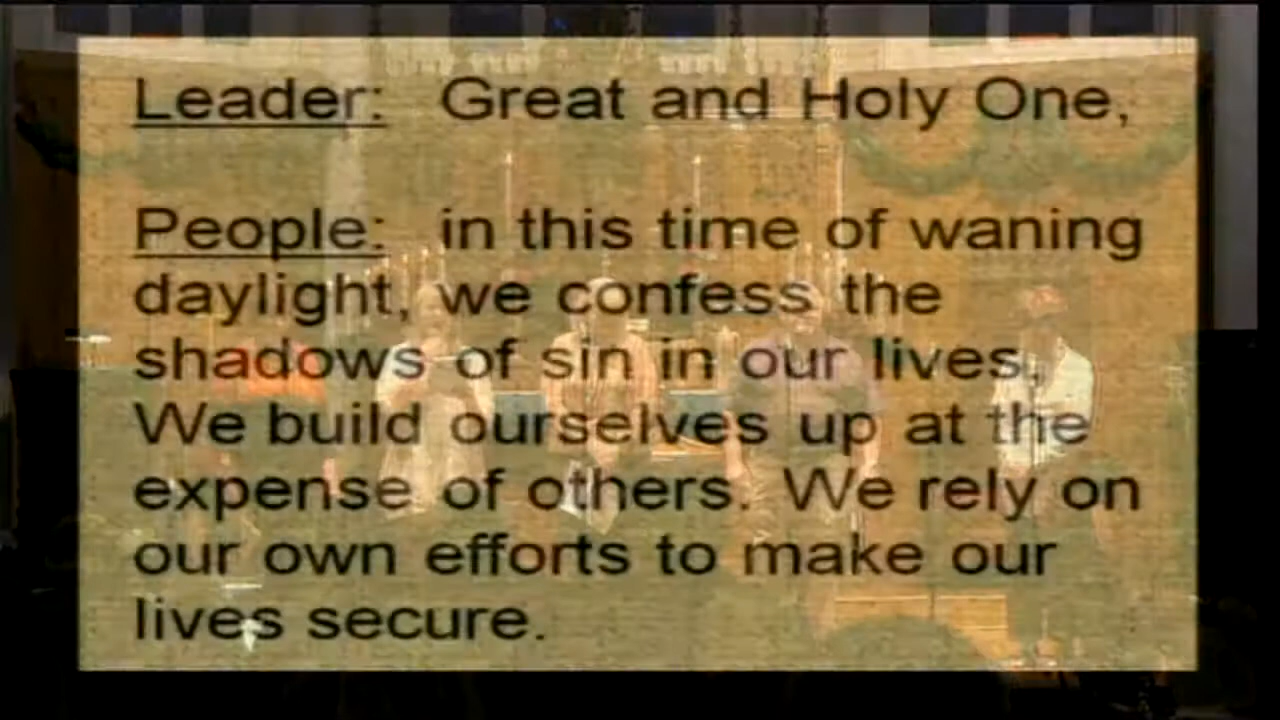 Leader: Great and Holy One,
People: in this time of waning
daylight, we confess the
shadows of sin in our lives.
We build ourselves up at the
expense of others. We rely on
our own efforts to make our
lives secure.